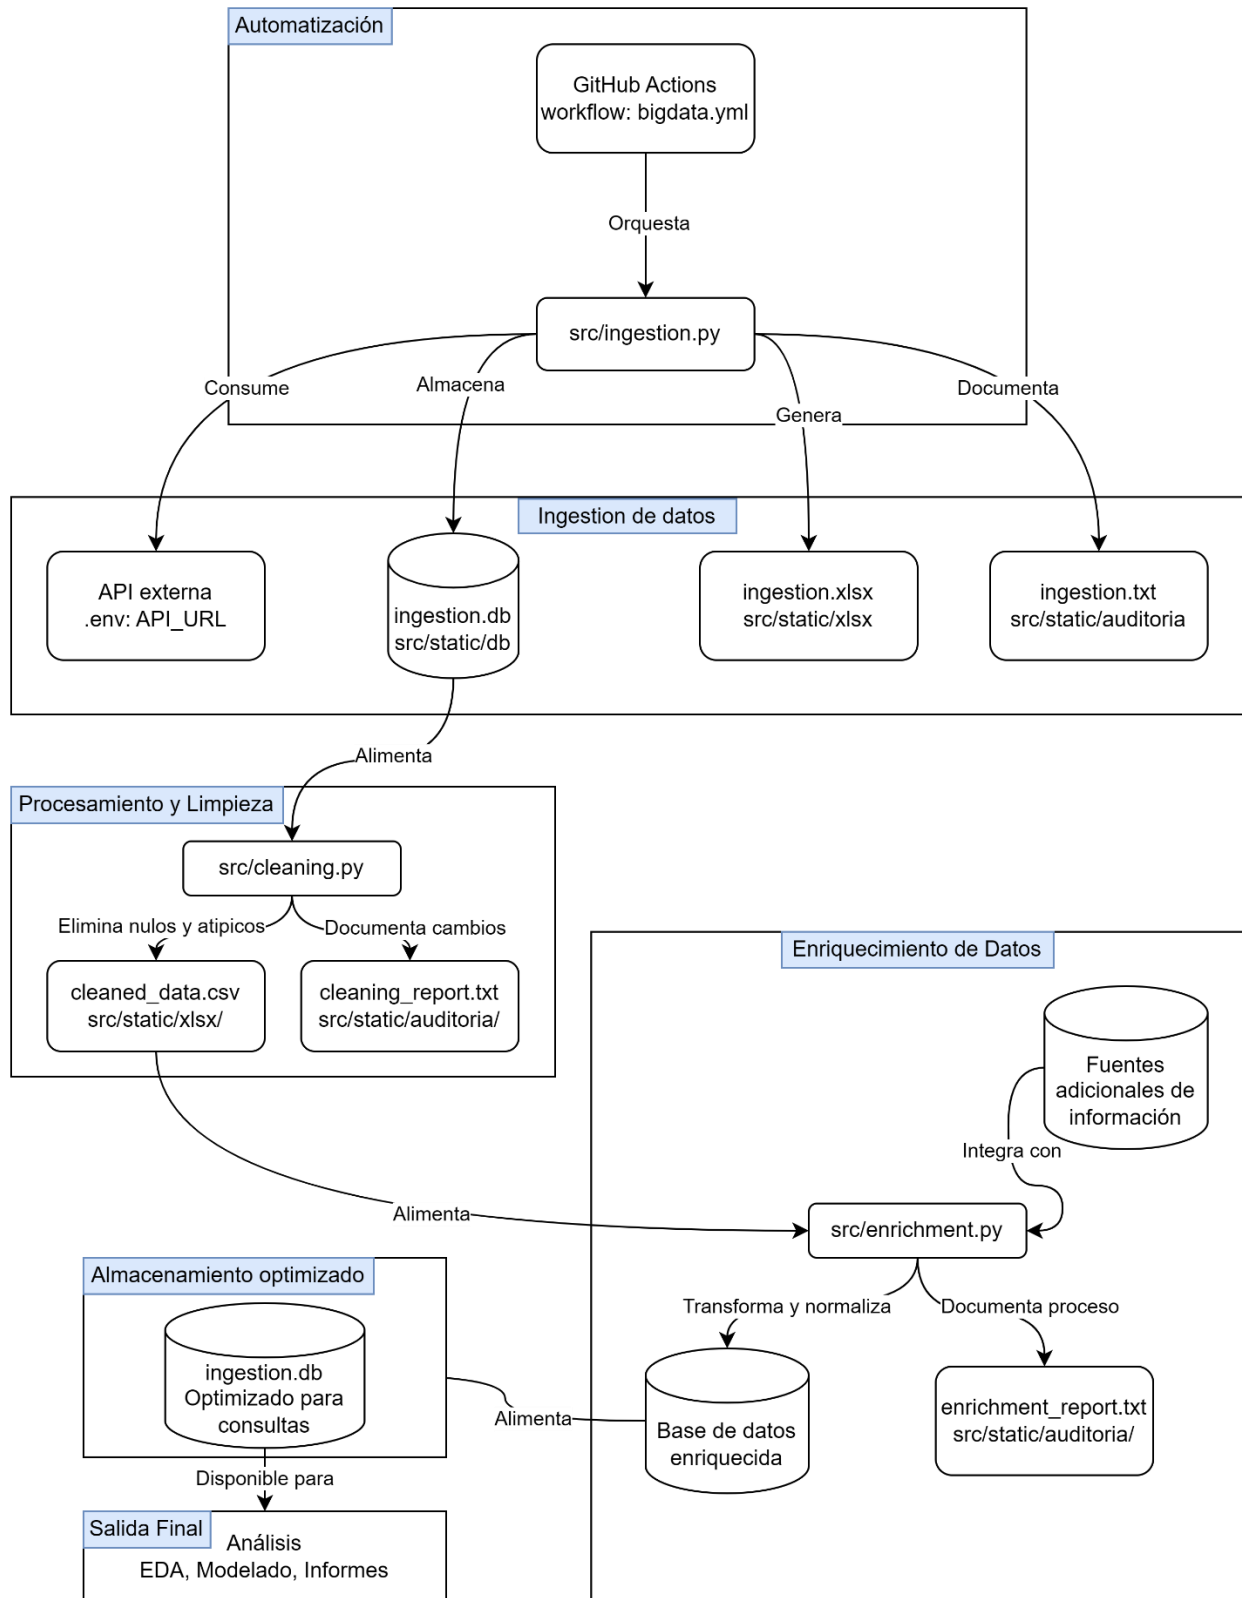 Automatización
GitHub Actions
workflow: bigdata.yml
Orquesta
src/ingestion.py
Consume
Almacena
Genera
Documenta
Ingestion de datos
API externa
.env: API_URL
ingestion.db
src/static/db
ingestion.xlsx
src/static/xlsx
ingestion.txt
src/static/auditoria
Alimenta
Procesamiento y Limpieza
src/cleaning.py
Elimina nulos y atipicos
Documenta cambios
cleaned_data.csv
src/static/xlsx/
cleaning_report.txt
src/static/auditoria/
Enriquecimiento de Datos
Fuentes
adicionales de
información
Integra con
Alimenta
src/enrichment.py
Transforma y normaliza
Documenta proceso
Base de datos
enriquecida
enrichment_report.txt
src/static/auditoria/
Alimenta
Almacenamiento optimizado
ingestion.db
Optimizado para
consultas
Disponible para
Salida Final
Análisis
EDA, Modelado, Informes